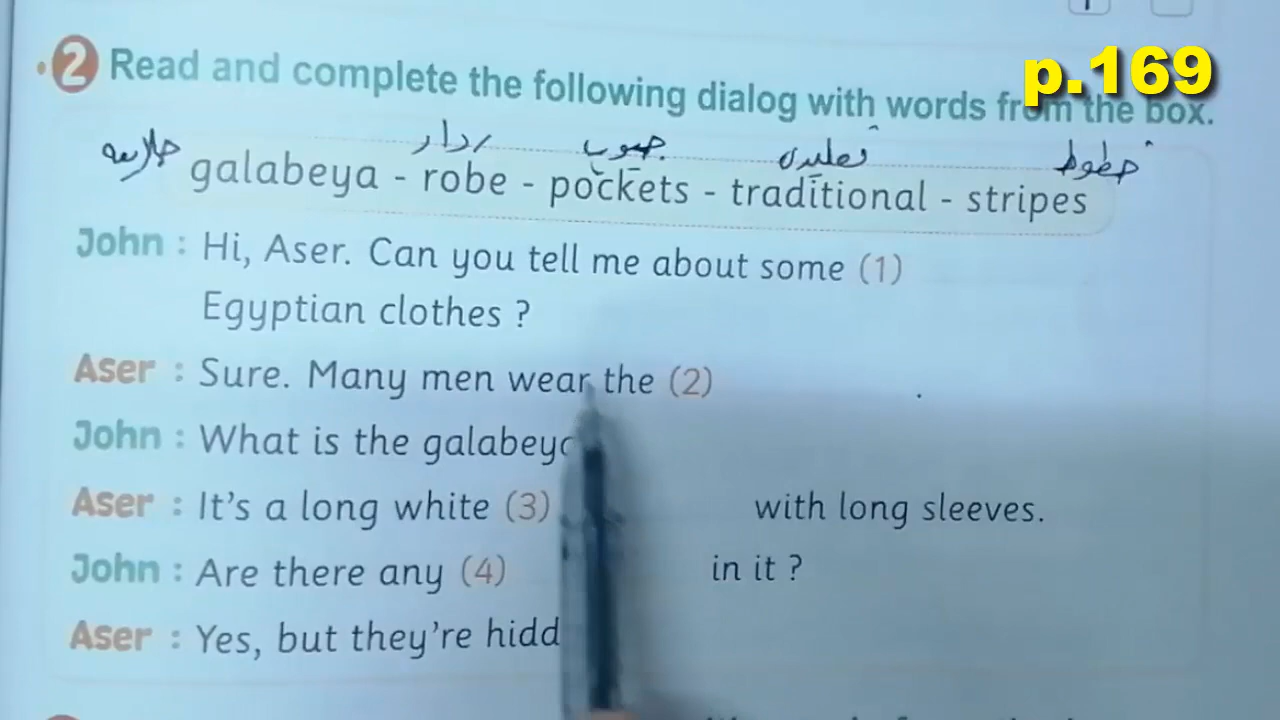 p.169
2 Read and complete the following dialog with words from the box.
جلابيه رداء جيوب تقليدى خطوط
galabeya - robe - pockets - traditional - stripes
John : Hi, Aser. Can you tell me about some (1)
Egyptian clothes ?
Aser : Sure. Many men wear the (2) .
John : What is the galabeya
Aser : It's a long white (3) with long sleeves.
John : Are there any (4) in it ?
Aser : Yes, but they're hidd